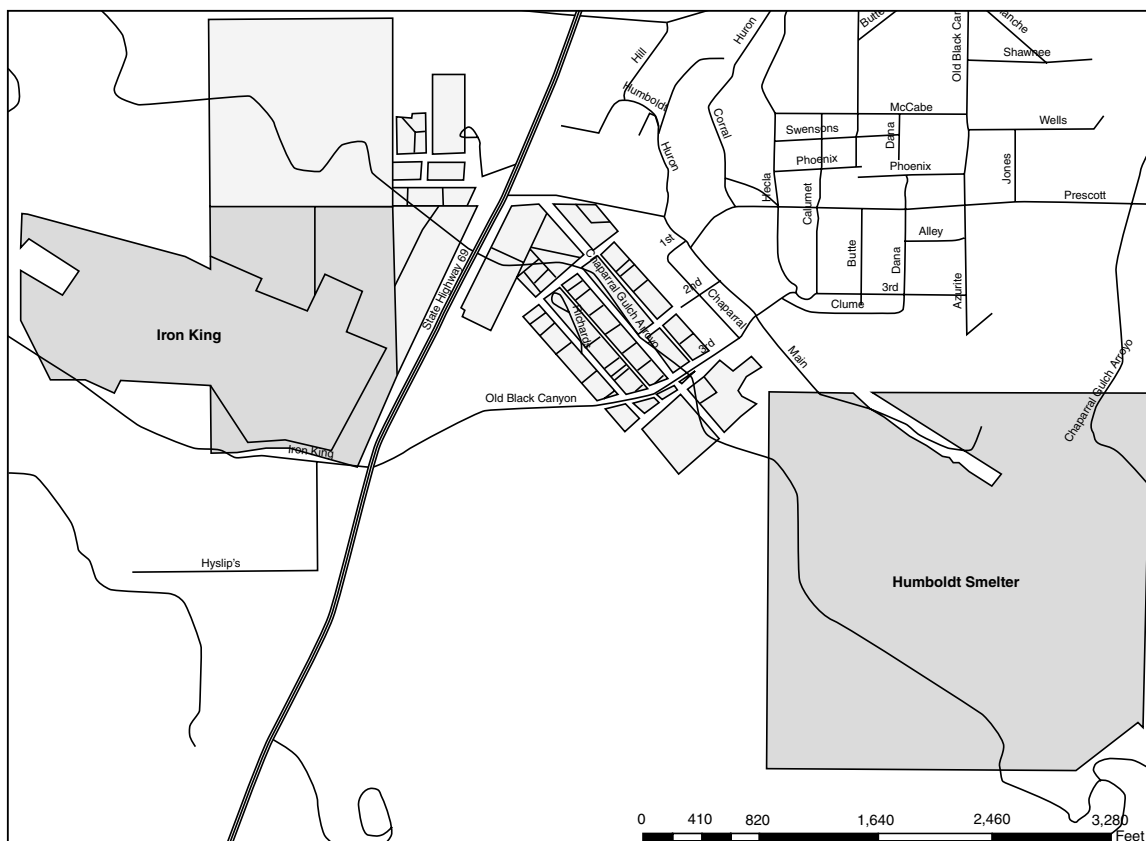 Butte
Comanche
Huron
Old Black Can
Hill
Shawnee
Humboldt
Corral
McCabe
Wells
Swensons
Dana
Huron
Phoenix
Phoenix
Jones
Hecla
Calumet
Prescott
1st
Alley
State Highway 69
Chaparral Gulch Arroyo
Butte
Dana
2nd
3rd
Azurite
Chaparral
Clume
Richards
Iron King
3rd
Main
Chaparral Gulch Arroyo
Old Black Canyon
Iron King
Hyslip's
Humboldt Smelter
0 410 820 1,640 2,460 3,280
Feet